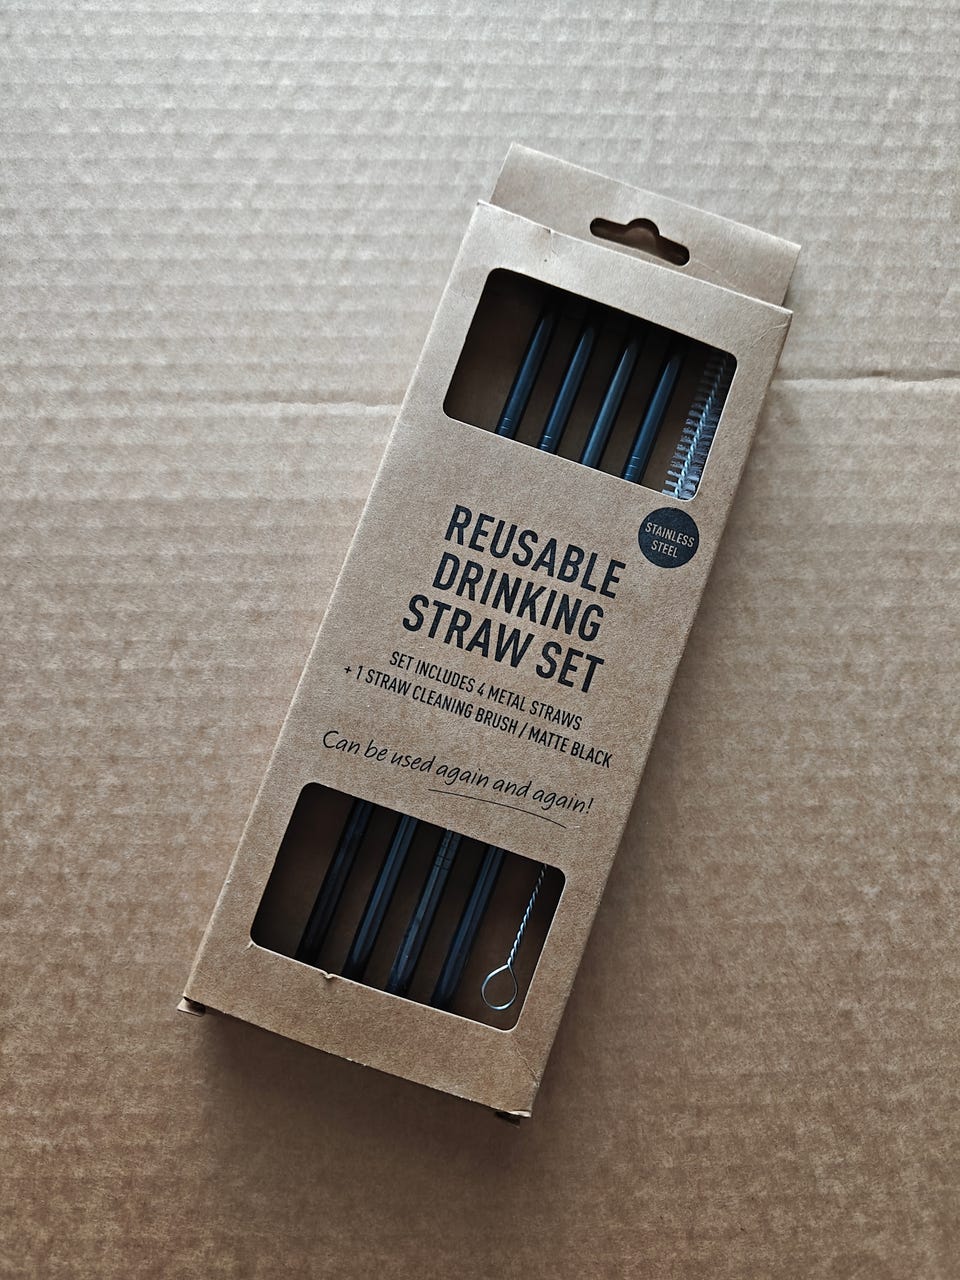 STAINLESS
STEEL
REUSABLE
DRINKING
STRAW SET
SET INCLUDES 4 METAL STRAWS
+ 1 STRAW CLEANING BRUSH / MATTE BLACK
Can be used again and again!